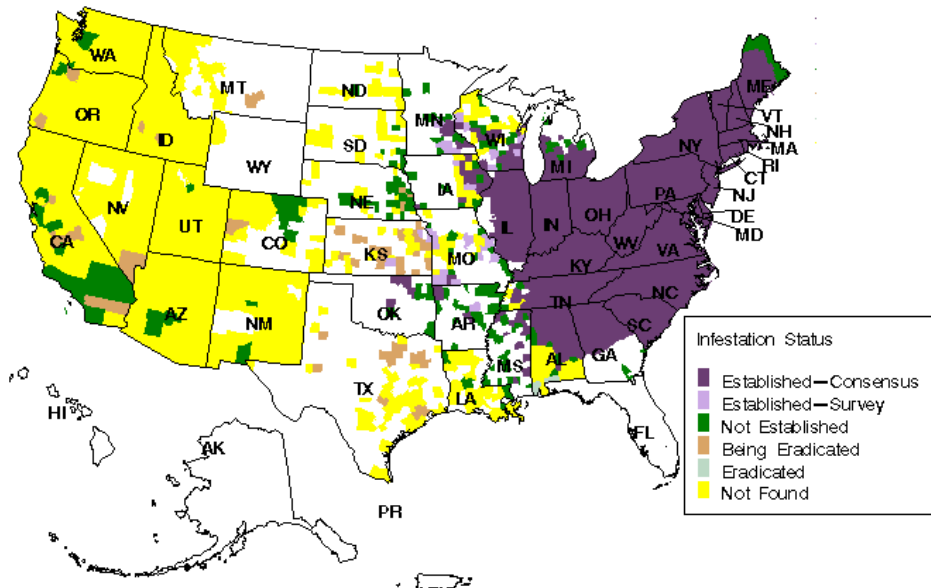 WA
MT
ND
MN
ME
OR
ID
SD
WI
VT
NH
NY
MA
MI
RI
WY
CT
IA
NJ
NE
PA
DE
NV
OH
MD
UT
IL
IN
CO
WV
CA
KS
VA
MO
KY
NC
TN
OK
AZ
SC
NM
AR
GA
AL
MS
TX
LA
HI
FL
AK
PR
Infestation Status
Established—Consensus
Established—Survey
Not Established
Being Eradicated
Eradicated
Not Found